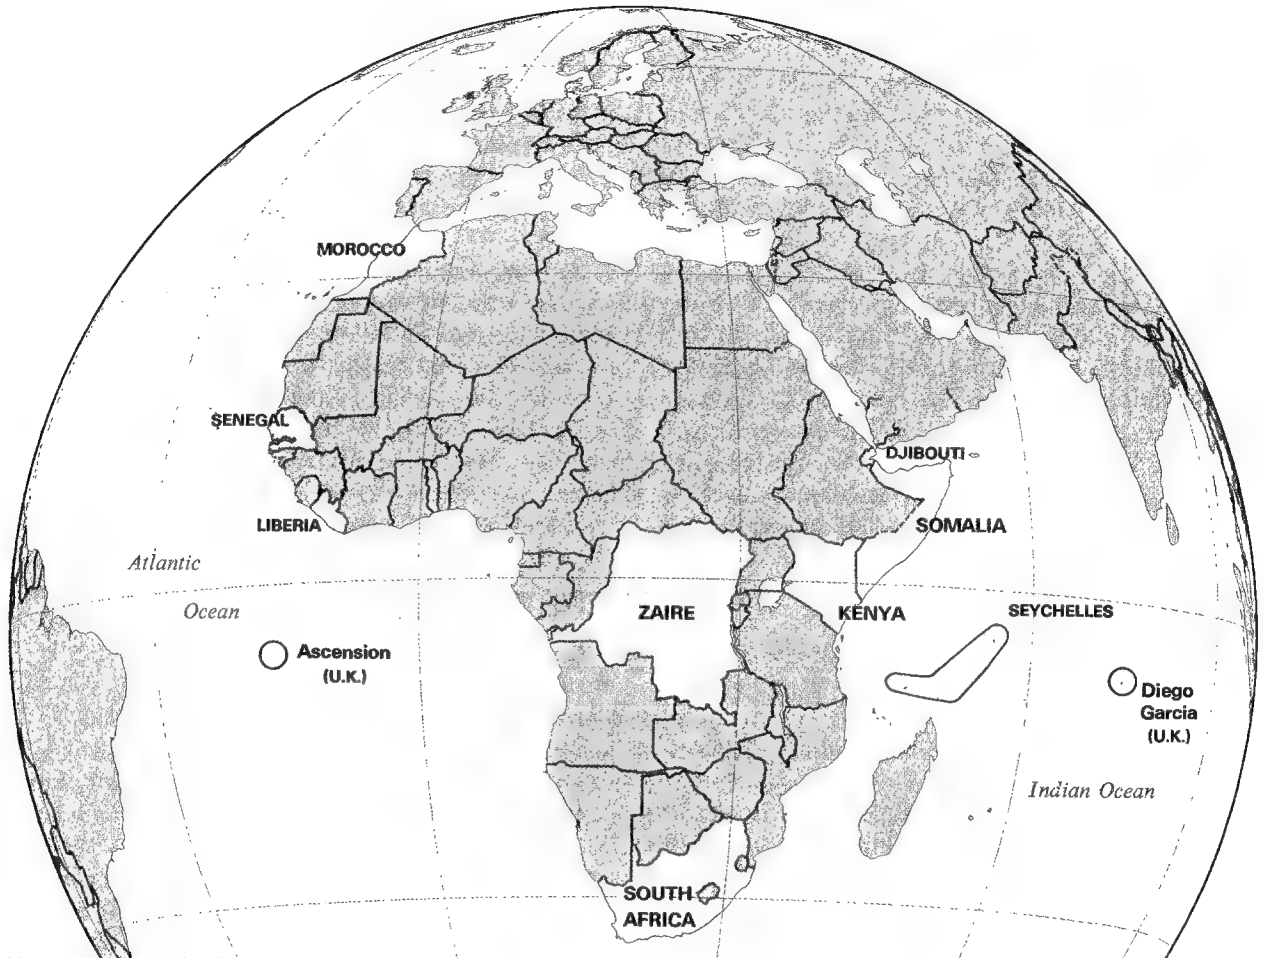 MOROCCO
SENEGAL
DJIBOUTI
LIBERIA
SOMALIA
Atlantic
Ocean
ZAIRE
KENYA
SEYCHELLES
Ascension
(U.K.)
Diego
Garcia
(U.K.)
Indian Ocean
SOUTH
AFRICA